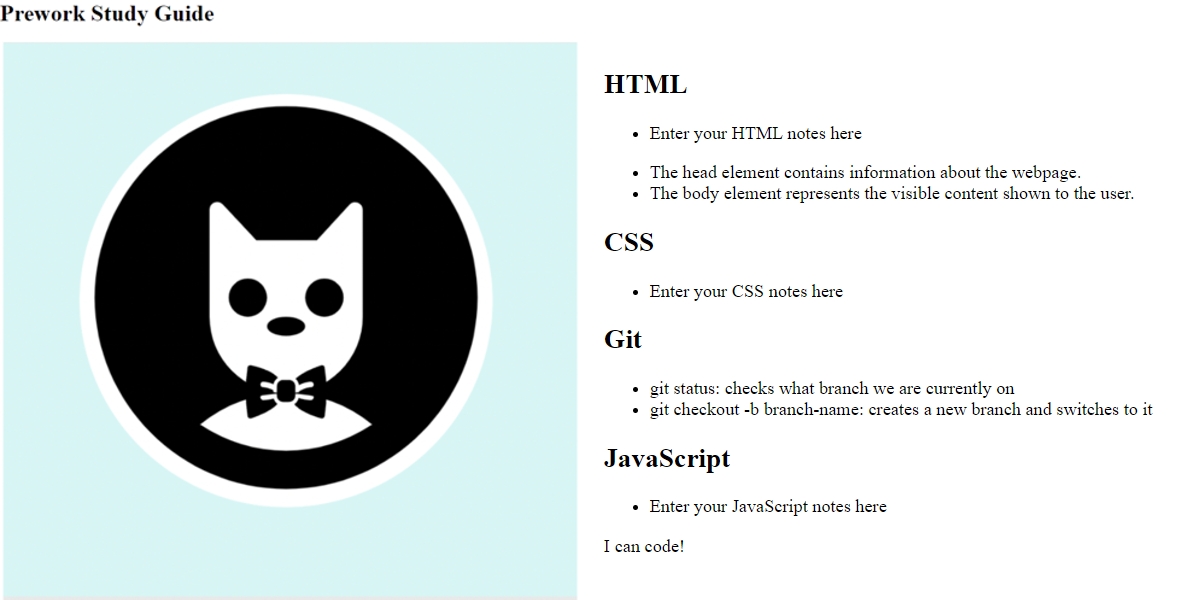 Prework Study Guide
HTML
Enter your HTML notes here
The head element contains information about the webpage.
The body element represents the visible content shown to the user.
CSS
Enter your CSS notes here
Git
git status: checks what branch we are currently on
git checkout -b branch-name: creates a new branch and switches to it
JavaScript
Enter your JavaScript notes here
I can code!